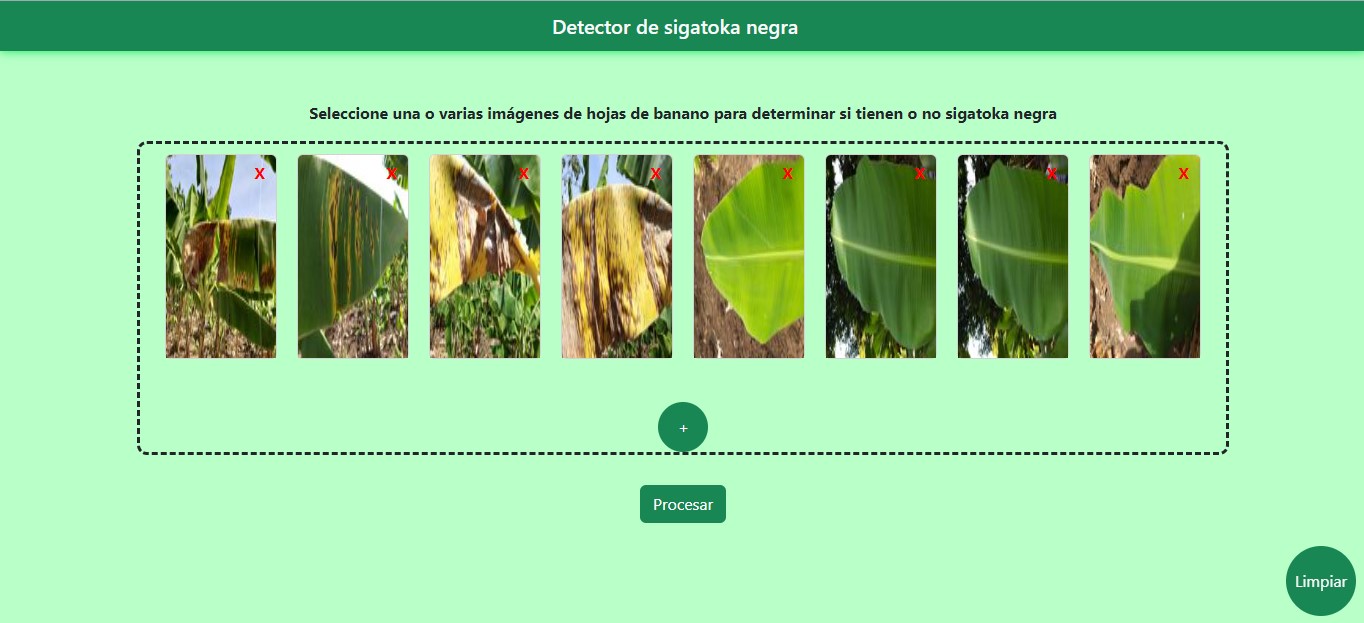 Detector de sigatoka negra
Seleccione una o varias imágenes de hojas de banano para determinar si tienen o no sigatoka negra
X X X X X X X X
+
Procesar
Limpiar